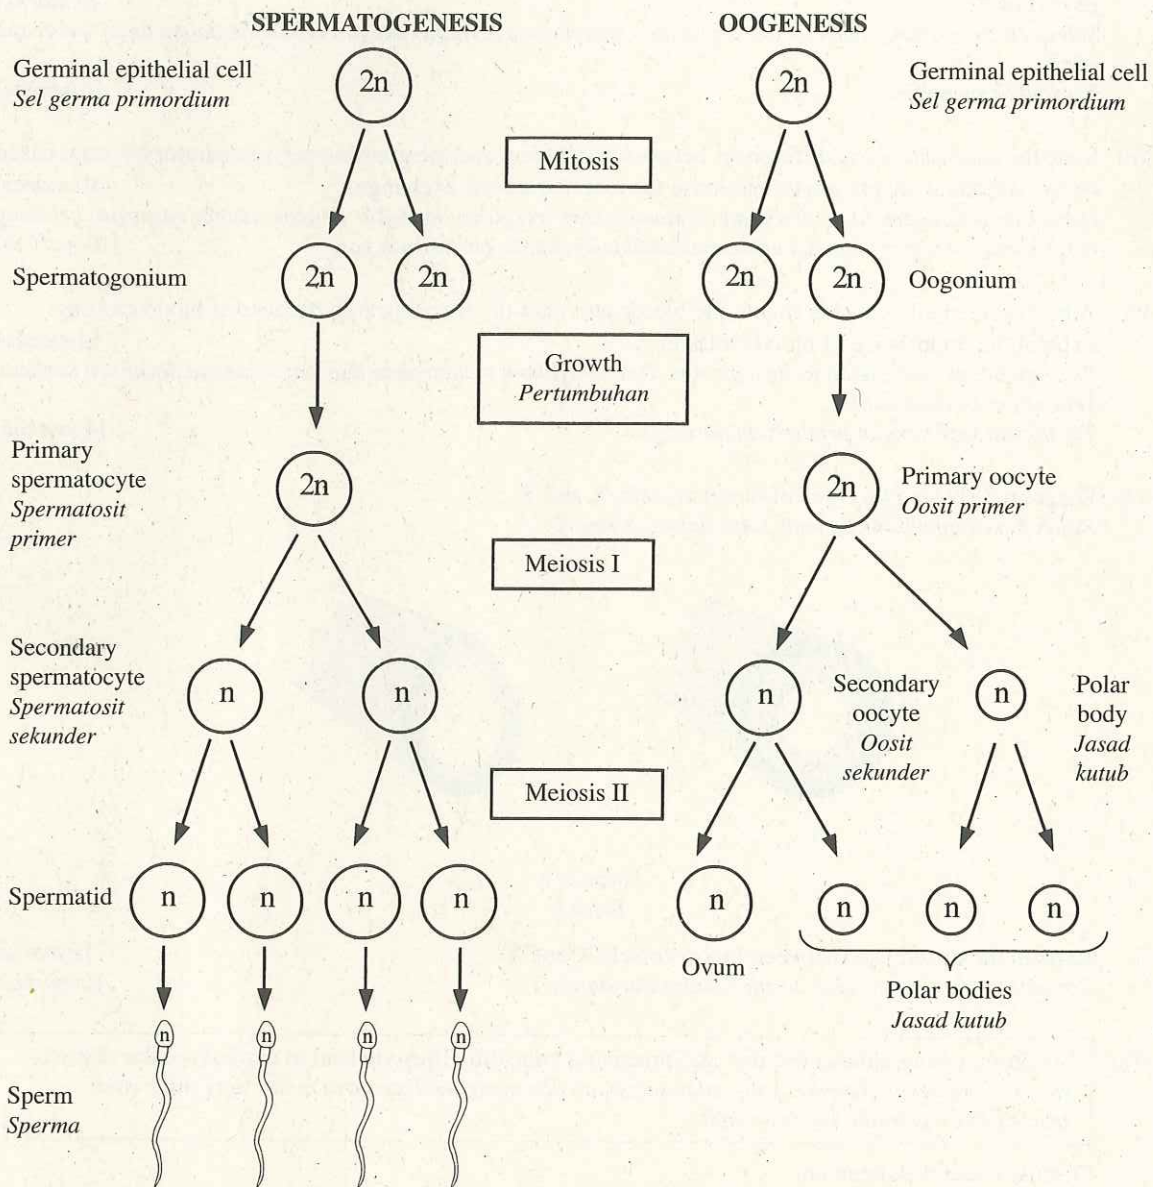 SPERMATOGENESIS
OOGENESIS
Germinal epithelial cell
Sel germa primordium
2n
2n
Germinal epithelial cell
Sel germa primordium
Mitosis
Spermatogonium
2n
2n
2n
2n
Oogonium
Growth
Pertumbuhan
Primary
spermatocyte
Spermatosit
primer
2n
2n
Primary oocyte
Oosit primer
Meiosis I
Secondary
spermatocyte
Spermatosit
sekunder
n
n
n
Secondary
oocyte
Oosit
sekunder
n
Polar
body
Jasad
kutub
Meiosis II
Spermatid
n
n
n
n
n
n
n
n
Ovum
Polar bodies
Jasad kutub
n
n
n
n
Sperm
Sperma